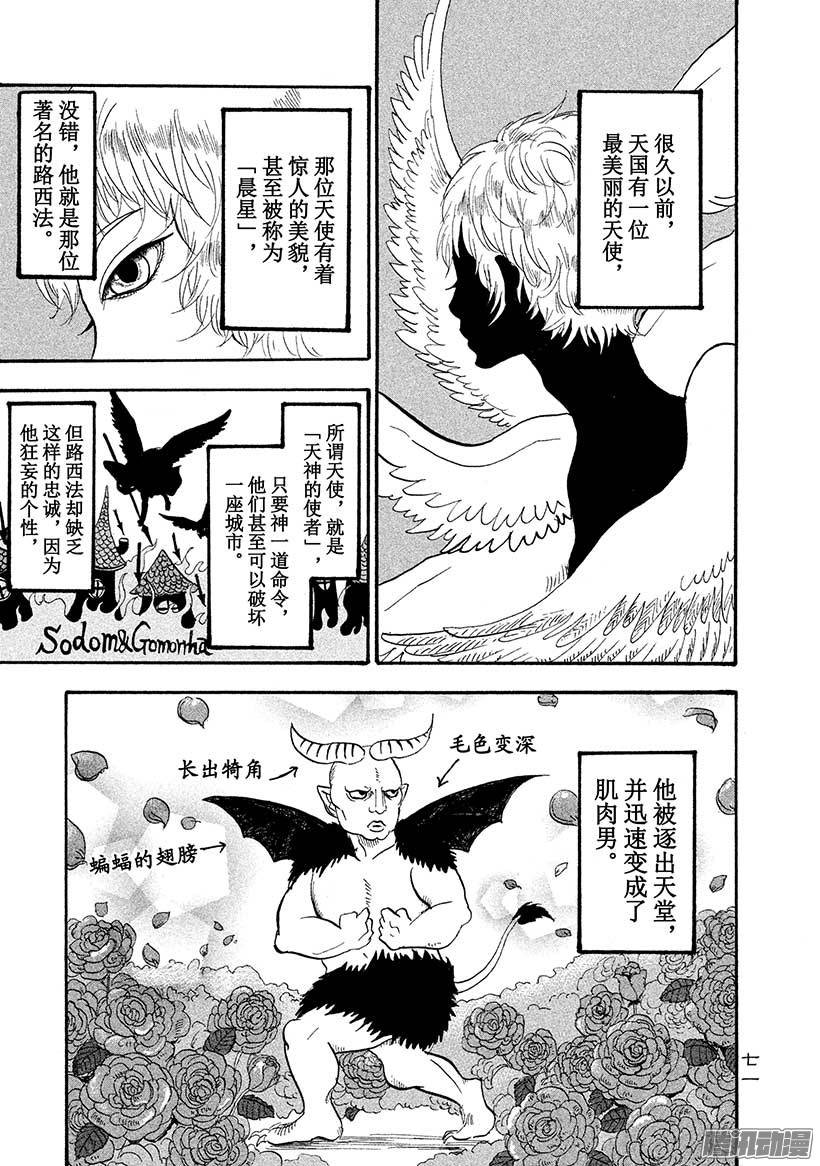 很久以前，
天国有一位
最美丽的天使，
那位天使有着
惊人的美貌，
甚至被称为
「晨星」，
没错，他就是那位
著名的路西法。
所谓天使，就是
「天神的使者」，
只要神一道命令，
他们甚至可以破坏
一座城市。
但路西法却缺乏
这样的忠诚，因为
他狂妄的个性，
Sodom&Gomorrha
他被逐出天堂，
并迅速变成了
肌肉男。
毛色变深
长出犄角
蝙蝠的翅膀
七一
腾讯动漫